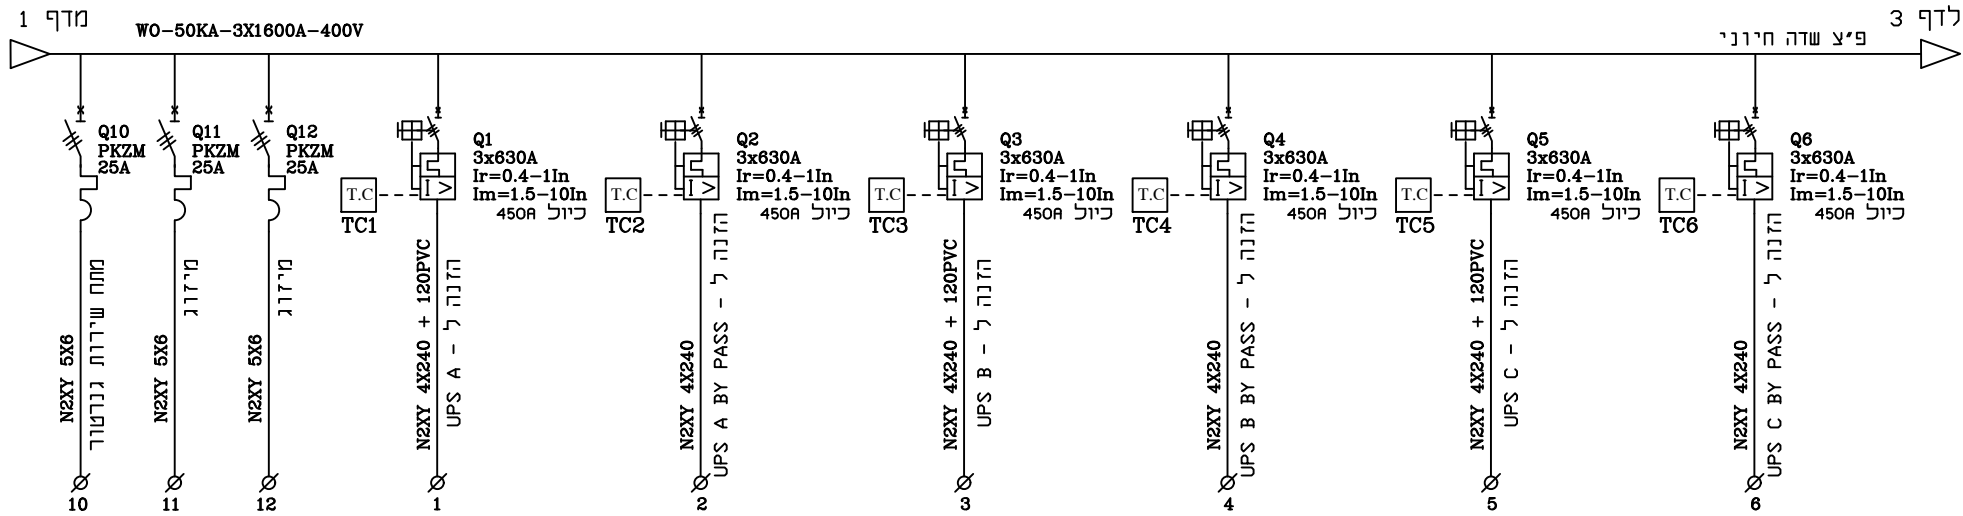 מדף 1
WO-50KA-3X1600A-400V
לדף 3
פ"צ שדה חיוני
Q10
PKZM
25A
N2XY 5X6
מתח שירות גנרטור
10
Q11
PKZM
25A
N2XY 5X6
מיזוג
11
Q12
PKZM
25A
N2XY 5X6
מיזוג
12
Q1
3x630A
Ir=0.4-1In
Im=1.5-10In
כיול 450A
I >
T.C
TC1
N2XY 4X240 + 120PVC
הזנה ל - UPS A
1
Q2
3x630A
Ir=0.4-1In
Im=1.5-10In
כיול 450A
I >
T.C
TC2
N2XY 4X240
הזנה ל - UPS A BY PASS
2
Q3
3x630A
Ir=0.4-1In
Im=1.5-10In
כיול 450A
I >
T.C
TC3
N2XY 4X240 + 120PVC
הזנה ל - UPS B
3
Q4
3x630A
Ir=0.4-1In
Im=1.5-10In
כיול 450A
I >
T.C
TC4
N2XY 4X240
הזנה ל - UPS B BY PASS
4
Q5
3x630A
Ir=0.4-1In
Im=1.5-10In
כיול 450A
I >
T.C
TC5
N2XY 4X240 + 120PVC
הזנה ל - UPS C
5
Q6
3x630A
Ir=0.4-1In
Im=1.5-10In
כיול 450A
I >
T.C
TC6
N2XY 4X240
הזנה ל - UPS C BY PASS
6